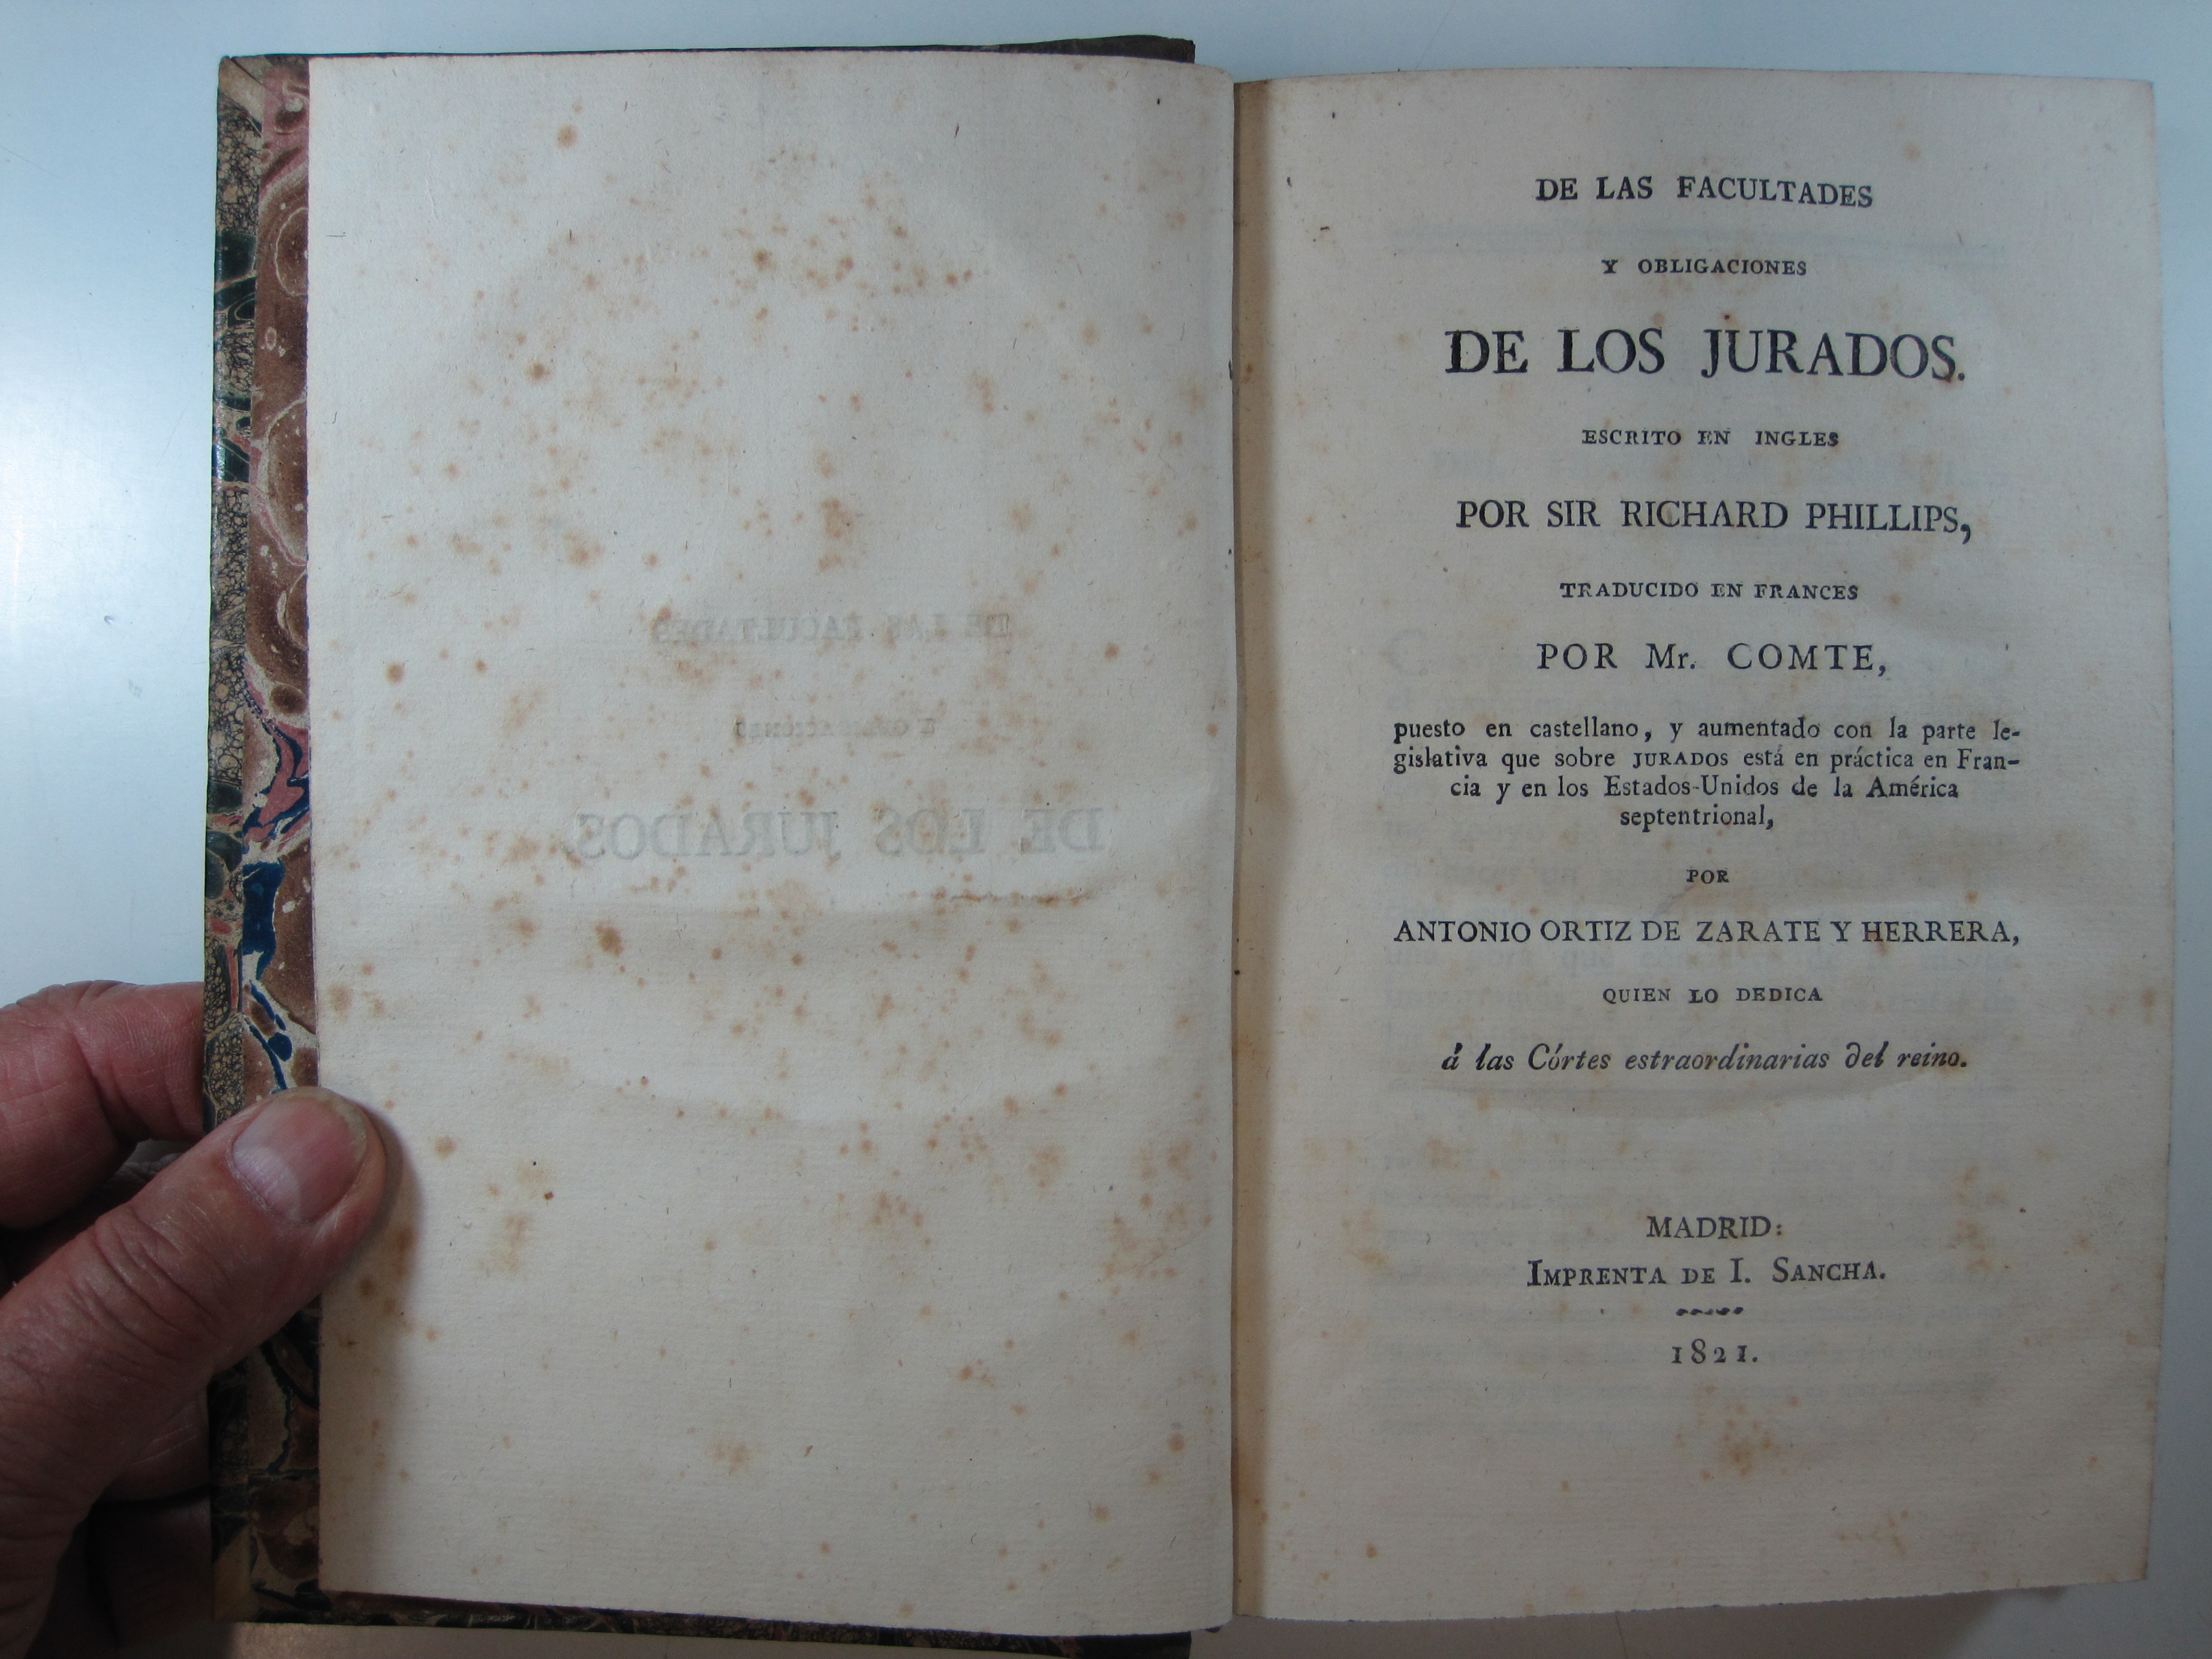 DE LAS FACULTADES
Y OBLIGACIONES
DE LOS JURADOS.
ESCRITO EN INGLES
POR SIR RICHARD PHILLIPS,
TRADUCIDO EN FRANCES
POR Mr. COMTE,
puesto en castellano, y aumentado con la parte le-
gislativa que sobre JURADOS está en práctica en Fran-
cia y en los Estados-Unidos de la América
septentrional,
POR
ANTONIO ORTIZ DE ZARATE Y HERRERA,
QUIEN LO DEDICA
á las Córtes estraordinarias del reino.
MADRID:
IMPRENTA DE I. SANCHA.
1821.